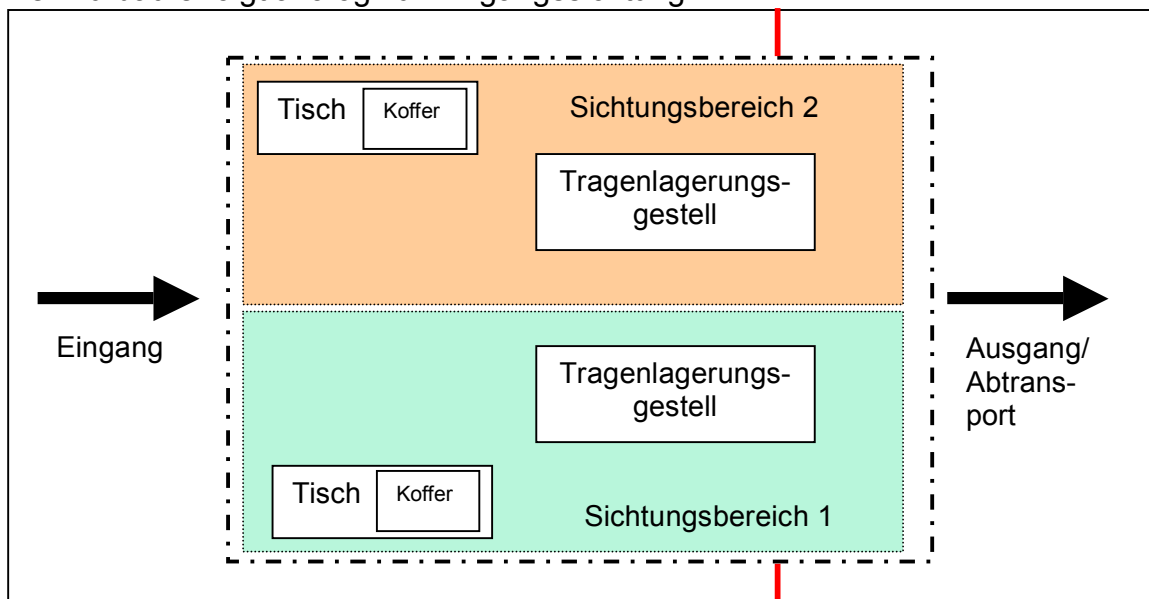 Tisch
Koffer
Sichtungsbereich 2
Tragenlagerungs-
gestell
Eingang
Tragenlagerungs-
gestell
Ausgang/
Abtrans-
port
Tisch
Koffer
Sichtungsbereich 1